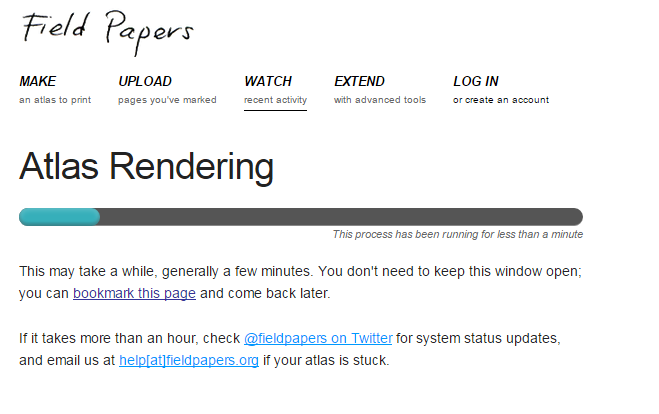 Field Papers
MAKE UPLOAD WATCH EXTEND LOG IN
an atlas to print pages you've marked recent activity with advanced tools or create an account
Atlas Rendering
This process has been running for less than a minute
This may take a while, generally a few minutes. You don't need to keep this window open;
you can bookmark this page and come back later.
If it takes more than an hour, check @fieldpapers on Twitter for system status updates,
and email us at help[at]fieldpapers.org if your atlas is stuck.